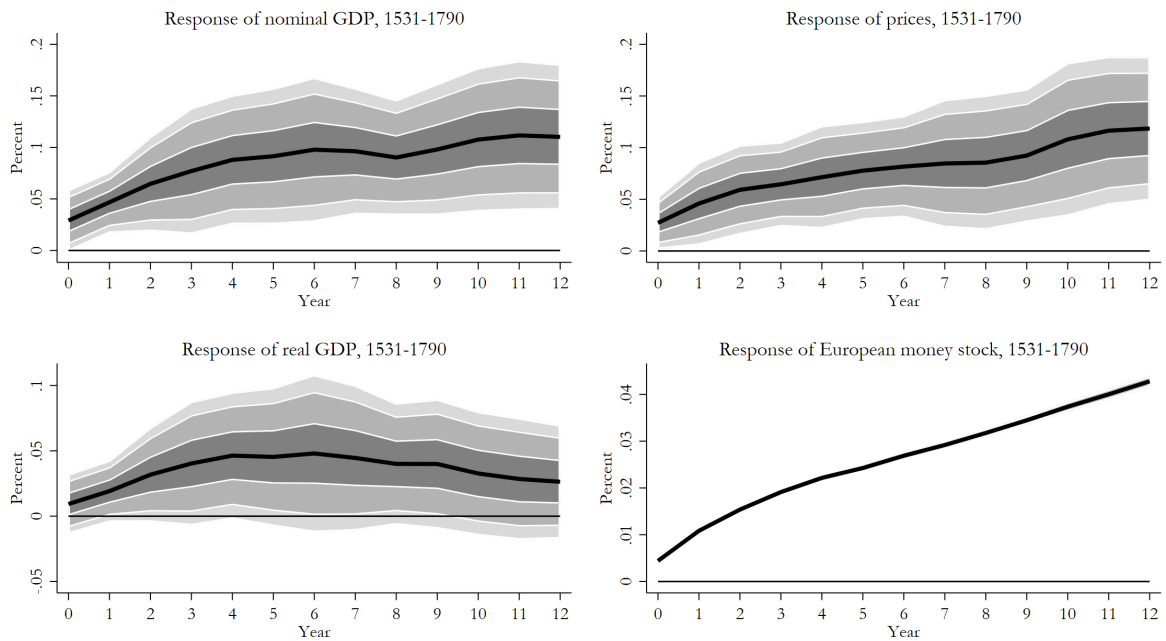 Response of nominal GDP, 1531-1790
Percent
.2
.15
.1
.05
0
0 1 2 3 4 5 6 7 8 9 10 11 12
Year
Response of prices, 1531-1790
Percent
.2
.15
.1
.05
0
0 1 2 3 4 5 6 7 8 9 10 11 12
Year
Response of real GDP, 1531-1790
Percent
.1
.05
0
-.05
0 1 2 3 4 5 6 7 8 9 10 11 12
Year
Response of European money stock, 1531-1790
Percent
.04
.03
.02
.01
0
0 1 2 3 4 5 6 7 8 9 10 11 12
Year